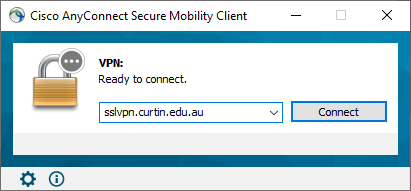 Cisco AnyConnect Secure Mobility Client
VPN:
Ready to connect.
sslvpn.curtin.edu.au
Connect